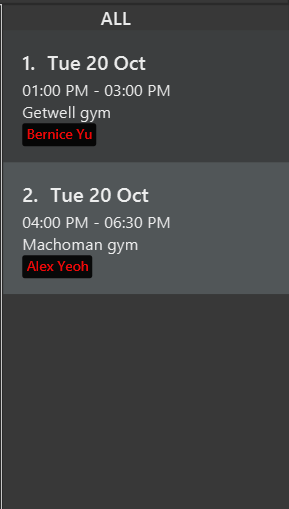 ALL
1. Tue 20 Oct
01:00 PM - 03:00 PM
Getwell gym
Bernice Yu
2. Tue 20 Oct
04:00 PM - 06:30 PM
Machoman gym
Alex Yeoh